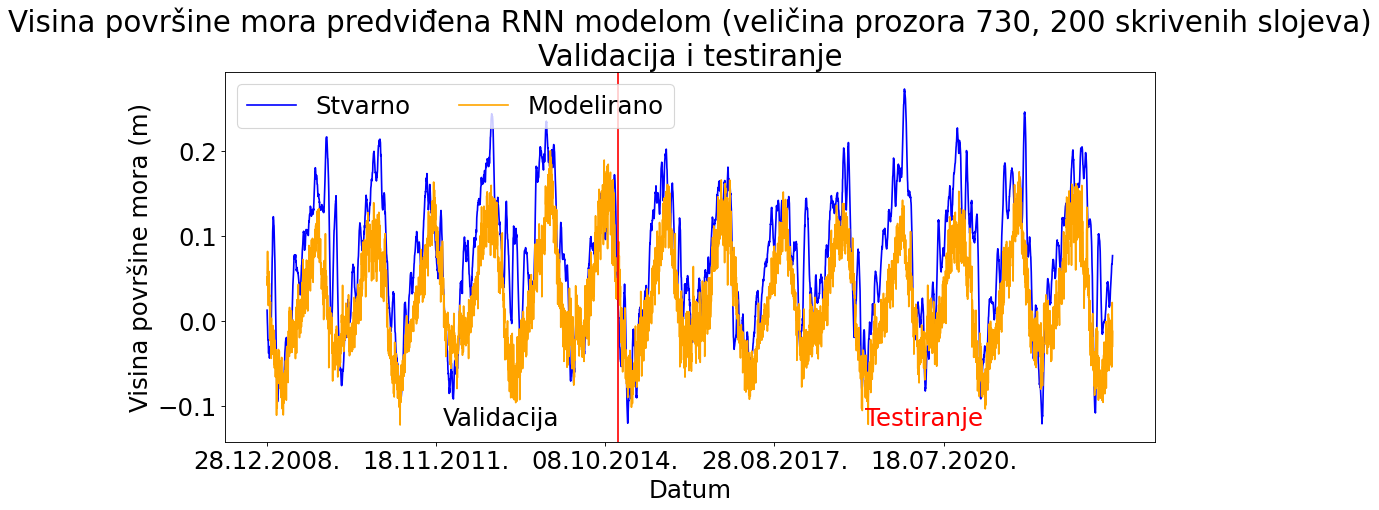 Visina površine mora predviđena RNN modelom (veličina prozora 730, 200 skrivenih slojeva)
Validacija i testiranje
Stvarno
Modelirano
Visina površine mora (m)
0.2
0.1
0.0
−0.1
Validacija
Testiranje
28.12.2008.
18.11.2011.
08.10.2014.
28.08.2017.
18.07.2020.
Datum